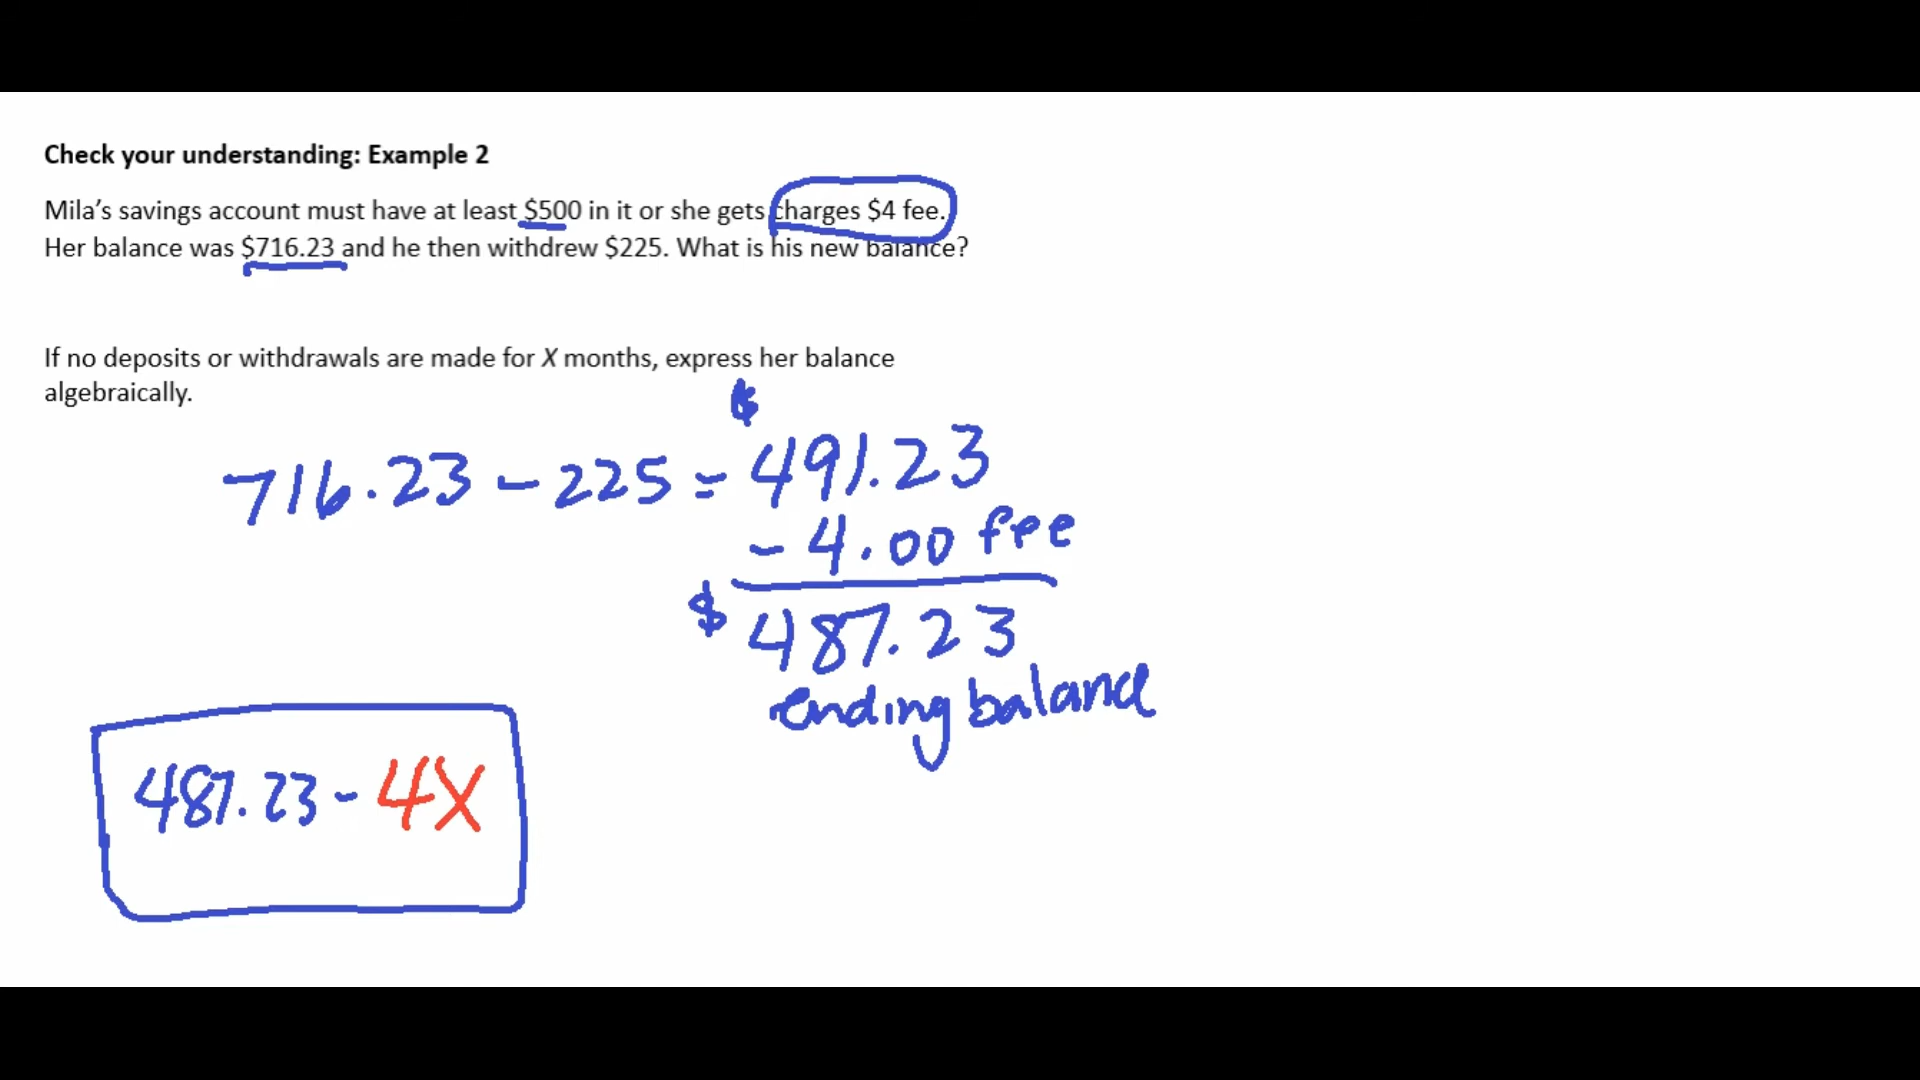 Check your understanding: Example 2
Mila’s savings account must have at least $500 in it or she gets charges $4 fee.
Her balance was $716.23 and he then withdrew $225. What is his new balance?
If no deposits or withdrawals are made for X months, express her balance
algebraically.
716.23 - 225 = $491.23
- 4.00 fee
$ 487.23
ending balance
487.23 - 4X